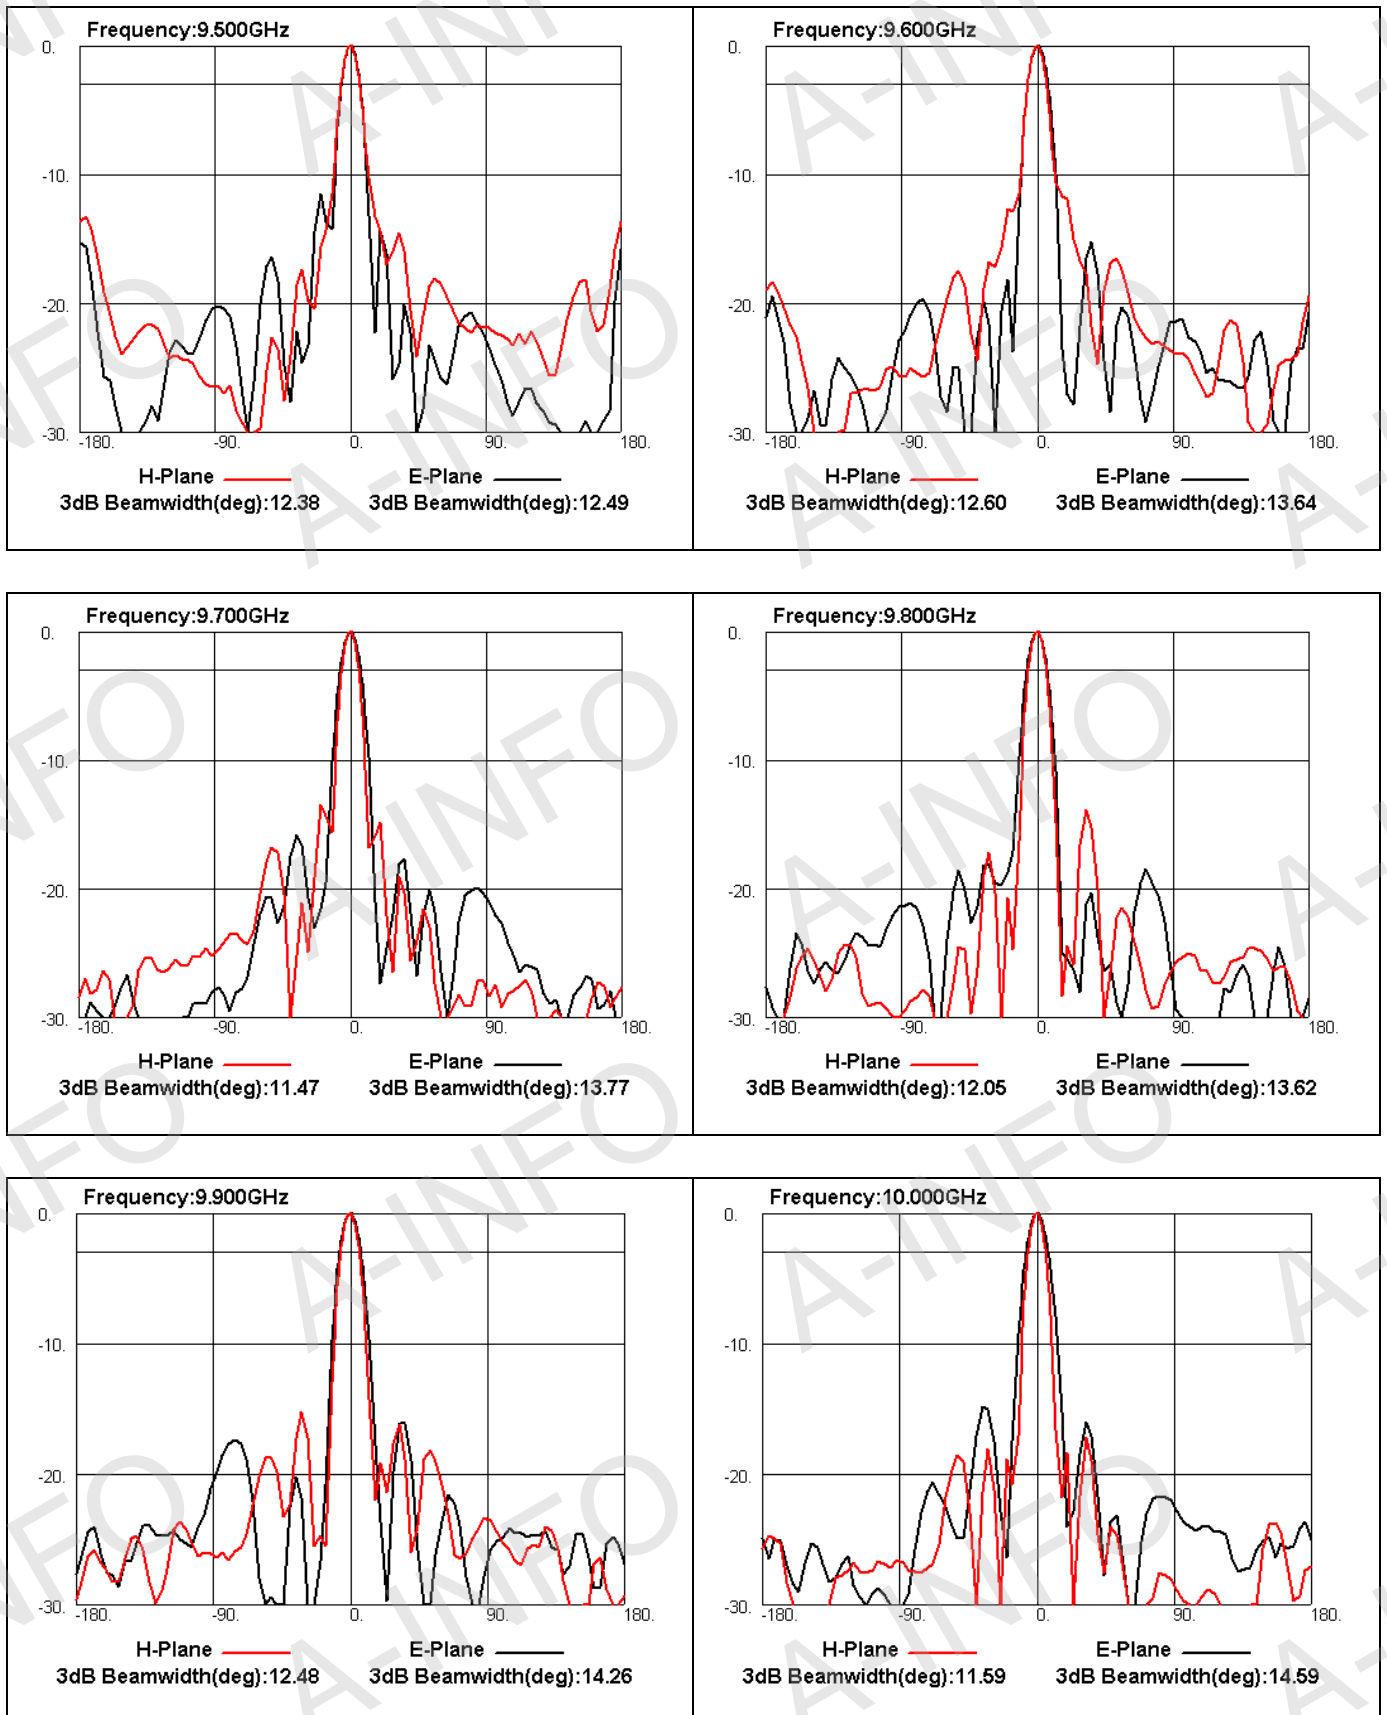 Frequency:9.500GHz
0.
-10.
-20.
-30.
-180. -90. 0. 90. 180.
H-Plane E-Plane
3dB Beamwidth(deg):12.38 3dB Beamwidth(deg):12.49
Frequency:9.600GHz
0.
-10.
-20.
-30.
-180. -90. 0. 90. 180.
H-Plane E-Plane
3dB Beamwidth(deg):12.60 3dB Beamwidth(deg):13.64
Frequency:9.700GHz
0.
-10.
-20.
-30.
-180. -90. 0. 90. 180.
H-Plane E-Plane
3dB Beamwidth(deg):11.47 3dB Beamwidth(deg):13.77
Frequency:9.800GHz
0.
-10.
-20.
-30.
-180. -90. 0. 90. 180.
H-Plane E-Plane
3dB Beamwidth(deg):12.05 3dB Beamwidth(deg):13.62
Frequency:9.900GHz
0.
-10.
-20.
-30.
-180. -90. 0. 90. 180.
H-Plane E-Plane
3dB Beamwidth(deg):12.48 3dB Beamwidth(deg):14.26
Frequency:10.000GHz
0.
-10.
-20.
-30.
-180. -90. 0. 90. 180.
H-Plane E-Plane
3dB Beamwidth(deg):11.59 3dB Beamwidth(deg):14.59
A-INFO
A-INFO
A-INFO
A-INFO